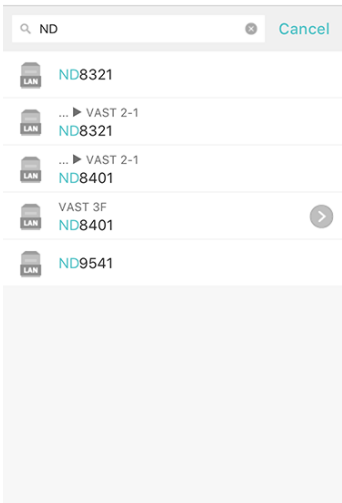 ND Cancel
LAN ND8321
... ▶ VAST 2-1
LAN ND8321
... ▶ VAST 2-1
LAN ND8401
VAST 3F
LAN ND8401
LAN ND9541